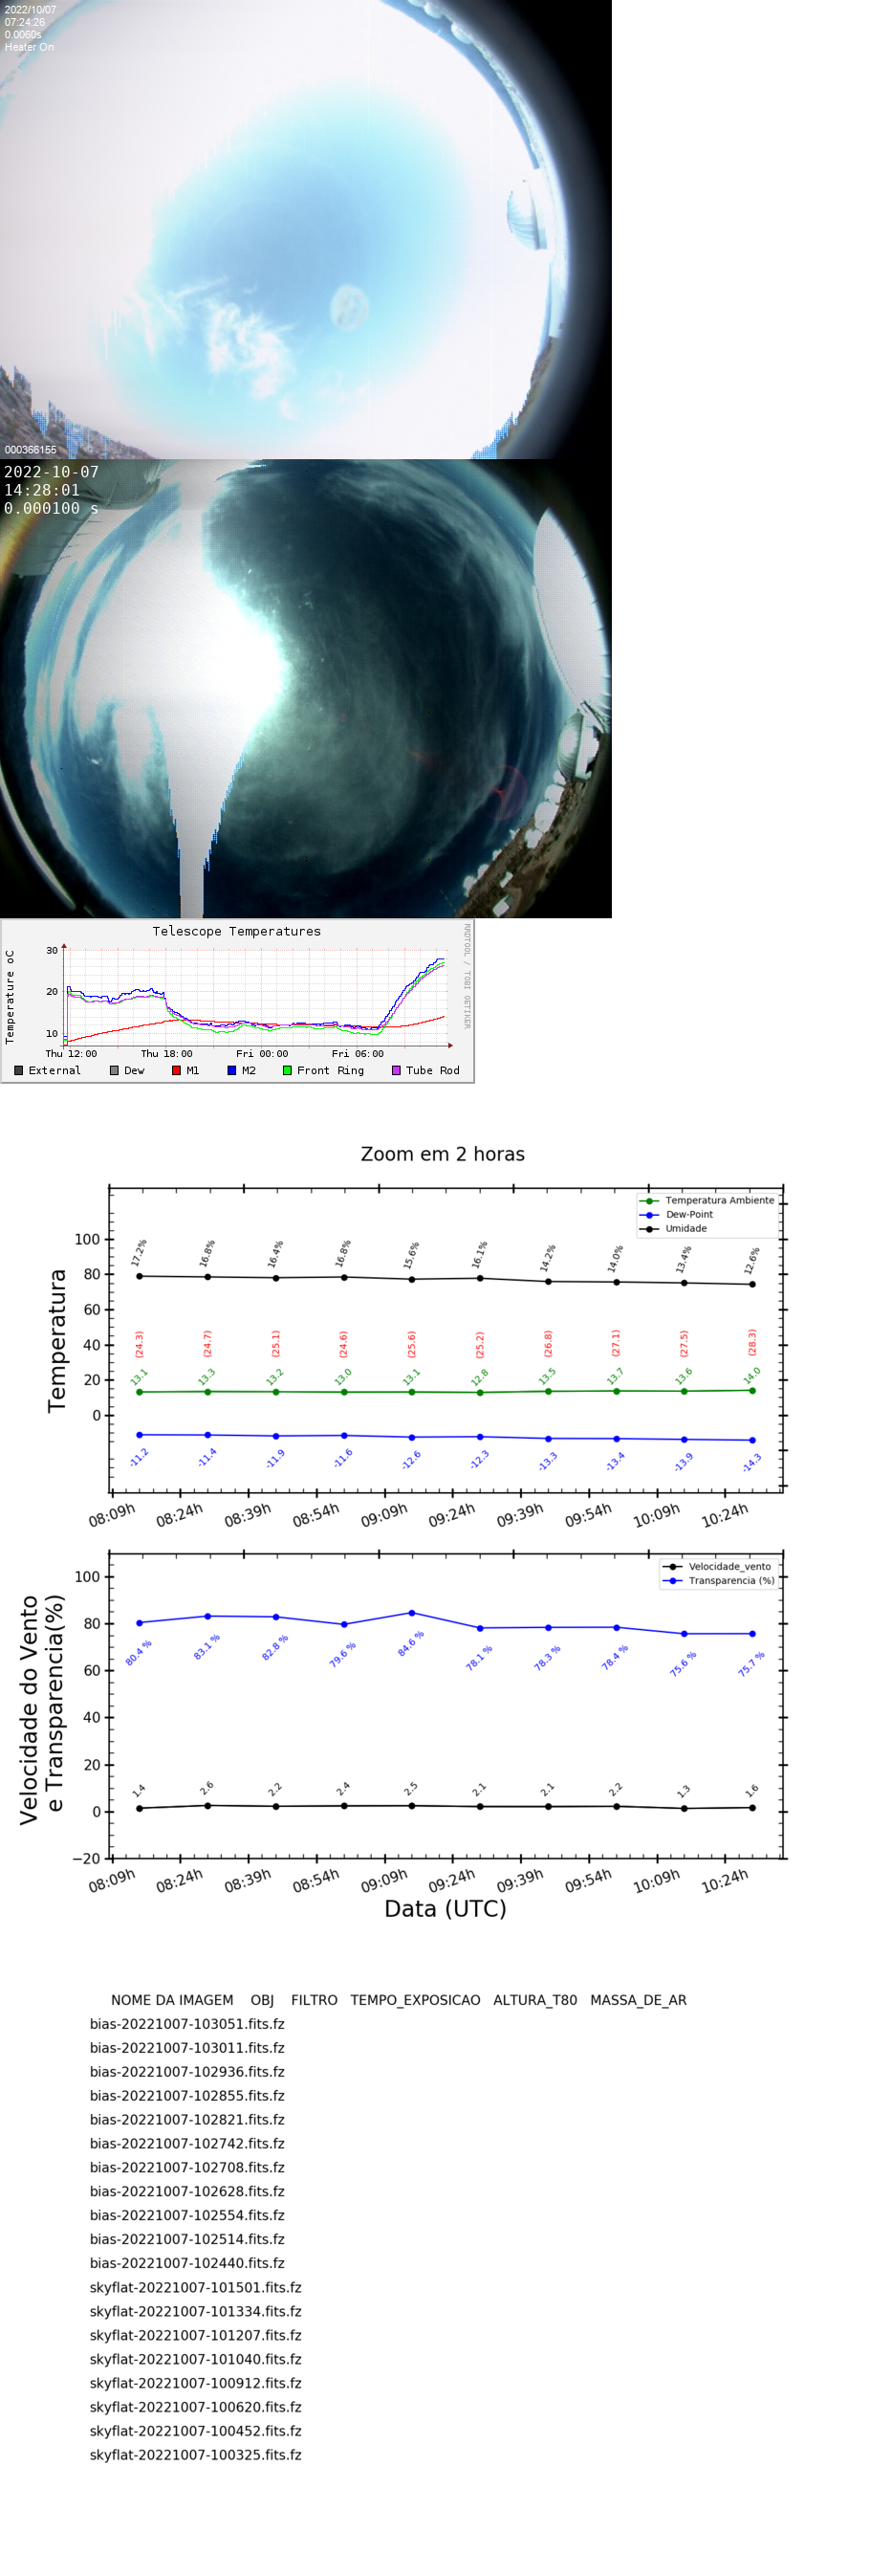 2022/10/07
07:24:26
0.0060s
Heater On
000366155
2022-10-07
14:28:01
0.000100 s
Telescope Temperatures
RRDTOOL / TOBI OETIKER
Temperature oC
30
20
10
Thu 12:00 Thu 18:00 Fri 00:00 Fri 06:00
External Dew M1 M2 Front Ring Tube Rod
Zoom em 2 horas
Temperatura Ambiente
Dew-Point
Umidade
Temperatura
100
80
60
40
20
0
17.2% 16.8% 16.4% 16.8% 15.6% 16.1% 14.2% 14.0% 13.4% 12.6%
(24.3) (24.7) (25.1) (24.6) (25.6) (25.2) (26.8) (27.1) (27.5) (28.3)
13.1 13.3 13.2 13.0 13.1 12.8 13.5 13.7 13.6 14.0
-11.2 -11.4 -11.9 -11.6 -12.6 -12.3 -13.3 -13.4 -13.9 -14.3
08:09h 08:24h 08:39h 08:54h 09:09h 09:24h 09:39h 09:54h 10:09h 10:24h
Velocidade_vento
Transparencia (%)
Velocidade do Vento
e Transparencia(%)
100
80
60
40
20
0
−20
80.4 % 83.1 % 82.8 % 79.6 % 84.6 % 78.1 % 78.3 % 78.4 % 75.6 % 75.7 %
1.4 2.6 2.2 2.4 2.5 2.1 2.1 2.2 1.3 1.6
08:09h 08:24h 08:39h 08:54h 09:09h 09:24h 09:39h 09:54h 10:09h 10:24h
Data (UTC)
NOME DA IMAGEM OBJ FILTRO TEMPO_EXPOSICAO ALTURA_T80 MASSA_DE_AR
bias-20221007-103051.fits.fz
bias-20221007-103011.fits.fz
bias-20221007-102936.fits.fz
bias-20221007-102855.fits.fz
bias-20221007-102821.fits.fz
bias-20221007-102742.fits.fz
bias-20221007-102708.fits.fz
bias-20221007-102628.fits.fz
bias-20221007-102554.fits.fz
bias-20221007-102514.fits.fz
bias-20221007-102440.fits.fz
skyflat-20221007-101501.fits.fz
skyflat-20221007-101334.fits.fz
skyflat-20221007-101207.fits.fz
skyflat-20221007-101040.fits.fz
skyflat-20221007-100912.fits.fz
skyflat-20221007-100620.fits.fz
skyflat-20221007-100452.fits.fz
skyflat-20221007-100325.fits.fz